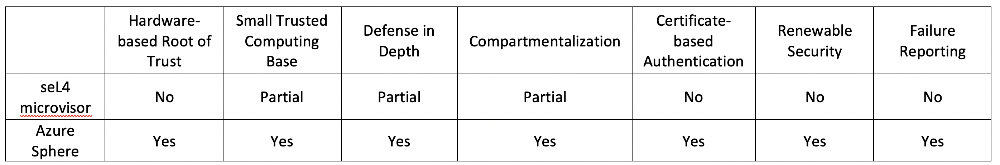 Hardware-
based Root of
Trust
Small Trusted
Computing
Base
Defense in
Depth
Compartmentalization
Certificate-
based
Authentication
Renewable
Security
Failure
Reporting
seL4
microvisor
No
Partial
Partial
Partial
No
No
No
Azure
Sphere
Yes
Yes
Yes
Yes
Yes
Yes
Yes